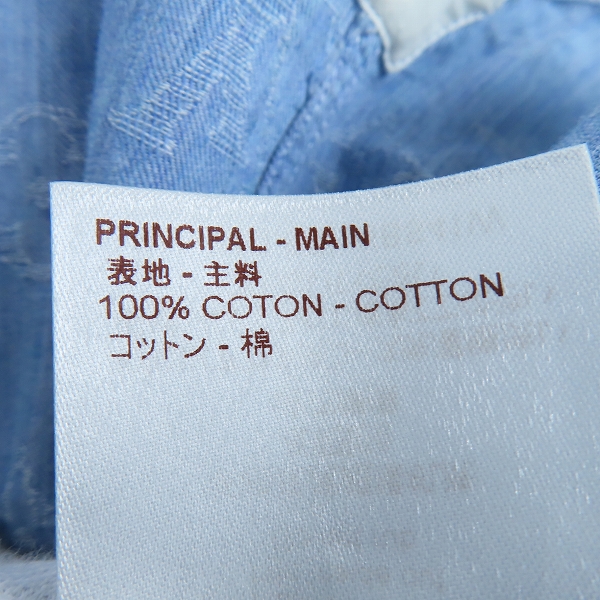 PRINCIPAL - MAIN
表地 - 主料
100% COTON - COTTON
コットン - 棉